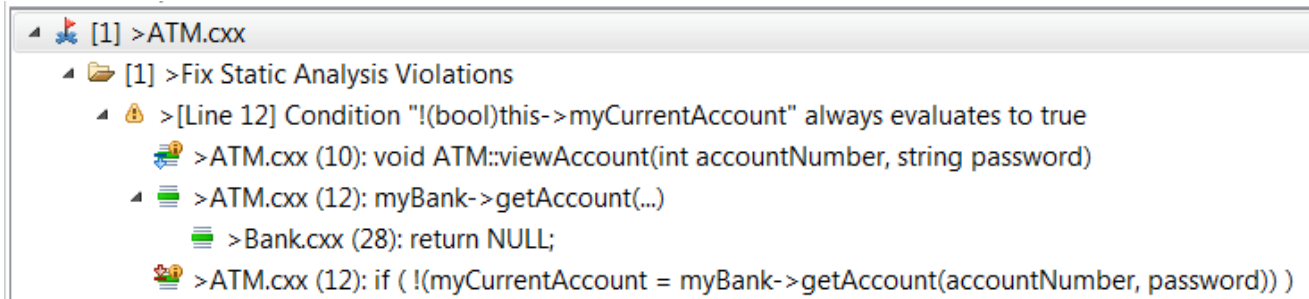 [1] >ATM.cxx
[1] >Fix Static Analysis Violations
>[Line 12] Condition "!(bool)this->myCurrentAccount" always evaluates to true
>ATM.cxx (10): void ATM::viewAccount(int accountNumber, string password)
>ATM.cxx (12): myBank->getAccount(...)
>Bank.cxx (28): return NULL;
>ATM.cxx (12): if ( !(myCurrentAccount = myBank->getAccount(accountNumber, password)) )